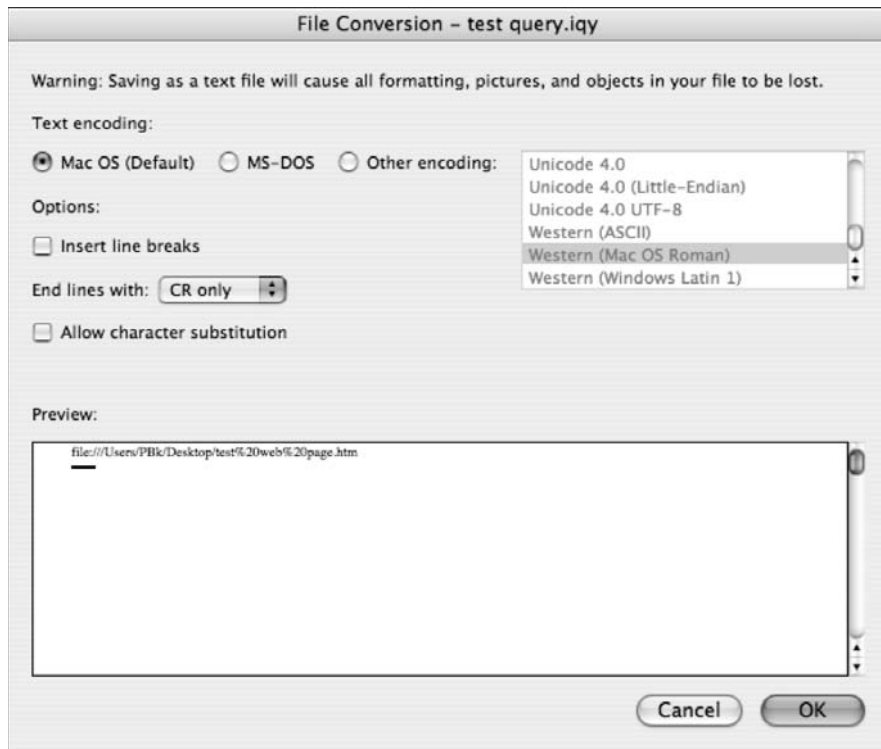 File Conversion – test query.iqy
Warning: Saving as a text file will cause all formatting, pictures, and objects in your file to be lost.
Text encoding:
Mac OS (Default) MS-DOS Other encoding:
Unicode 4.0
Unicode 4.0 (Little-Endian)
Unicode 4.0 UTF-8
Western (ASCII)
Western (Mac OS Roman)
Western (Windows Latin 1)
Options:
Insert line breaks
End lines with: CR only
Allow character substitution
Preview:
file:///Users/PBk/Desktop/test%20web%20page.htm
Cancel OK